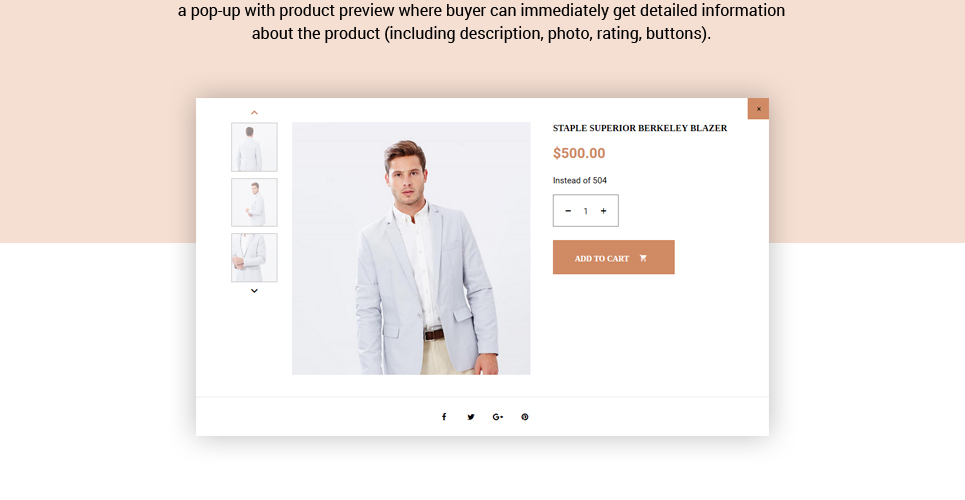 a pop-up with product preview where buyer can immediately get detailed information
about the product (including description, photo, rating, buttons).
×
STAPLE SUPERIOR BERKELEY BLAZER
$500.00
Instead of 504
- 1 +
ADD TO CART
f G+